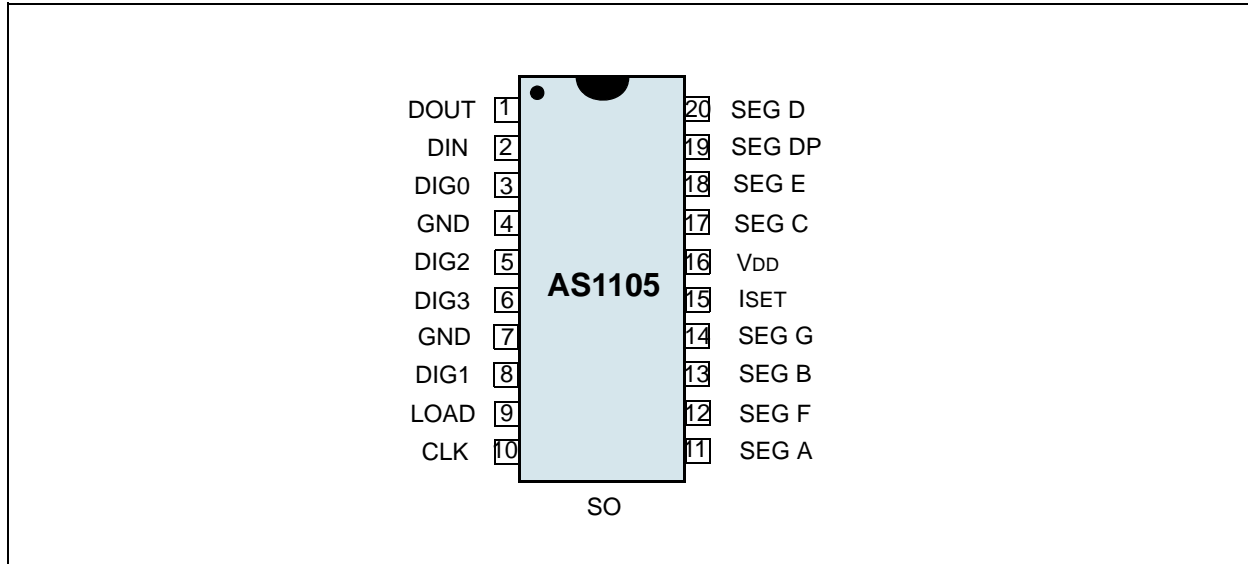 DOUT 1 20 SEG D
DIN 2 19 SEG DP
DIG0 3 18 SEG E
GND 4 17 SEG C
DIG2 5 16 VDD
AS1105
DIG3 6 15 ISET
GND 7 14 SEG G
DIG1 8 13 SEG B
LOAD 9 12 SEG F
CLK 10 11 SEG A
SO